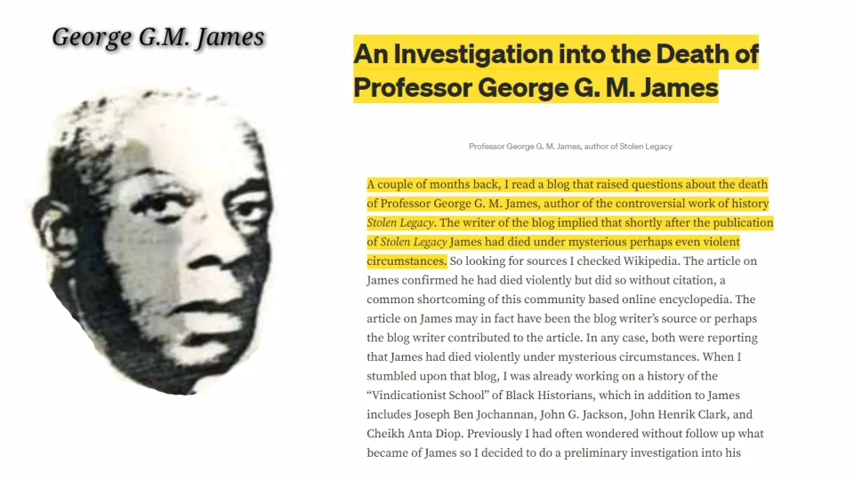 George G.M. James
An Investigation into the Death of
Professor George G. M. James
Professor George G. M. James, author of Stolen Legacy
A couple of months back, I read a blog that raised questions about the death
of Professor George G. M. James, author of the controversial work of history
Stolen Legacy. The writer of the blog implied that shortly after the publication
of Stolen Legacy James had died under mysterious perhaps even violent
circumstances. So looking for sources I checked Wikipedia. The article on
James confirmed he had died violently but did so without citation, a
common shortcoming of this community based online encyclopedia. The
article on James may in fact have been the blog writer’s source or perhaps
the blog writer contributed to the article. In any case, both were reporting
that James had died violently under mysterious circumstances. When I
stumbled upon that blog, I was already working on a history of the
“Vindicationist School” of Black Historians, which in addition to James
includes Joseph Ben Jochannan, John G. Jackson, John Henrik Clark, and
Cheikh Anta Diop. Previously I had often wondered without follow up what
became of James so I decided to do a preliminary investigation into his